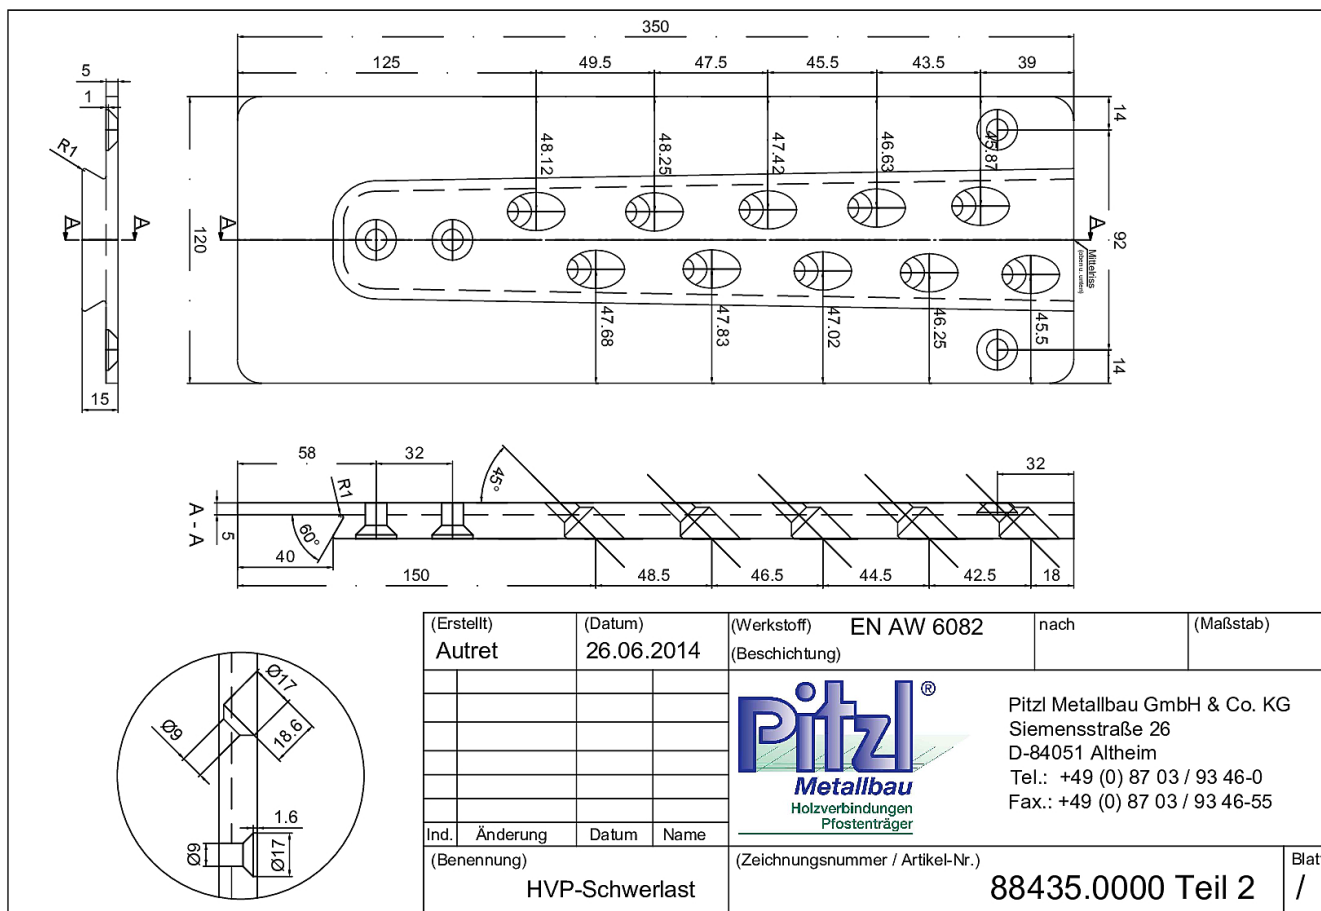 350
125 49.5 47.5 45.5 43.5 39
5
1
R1
14
48.12 48.25 47.42 46.63 45.87
A A A A
120
92
Mittelriss
(oben u. unten)
47.68 47.83 47.02 46.25 45.5
14
15
58 32 45° 32
A - A
5
R1
60°
40
150 48.5 46.5 44.5 42.5 18
Ø17
Ø9
18.6
1.6
Ø9
Ø17
(Erstellt) (Datum) (Werkstoff) EN AW 6082 nach (Maßstab)
Autret 26.06.2014 (Beschichtung)
Pitzl ®
Metallbau
Holzverbindungen
Pfostenträger
Pitzl Metallbau GmbH & Co. KG
Siemensstraße 26
D-84051 Altheim
Tel.: +49 (0) 87 03 / 93 46-0
Fax.: +49 (0) 87 03 / 93 46-55
Ind. Änderung Datum Name
(Benennung) (Zeichnungsnummer / Artikel-Nr.) Blatt
HVP-Schwerlast 88435.0000 Teil 2 /